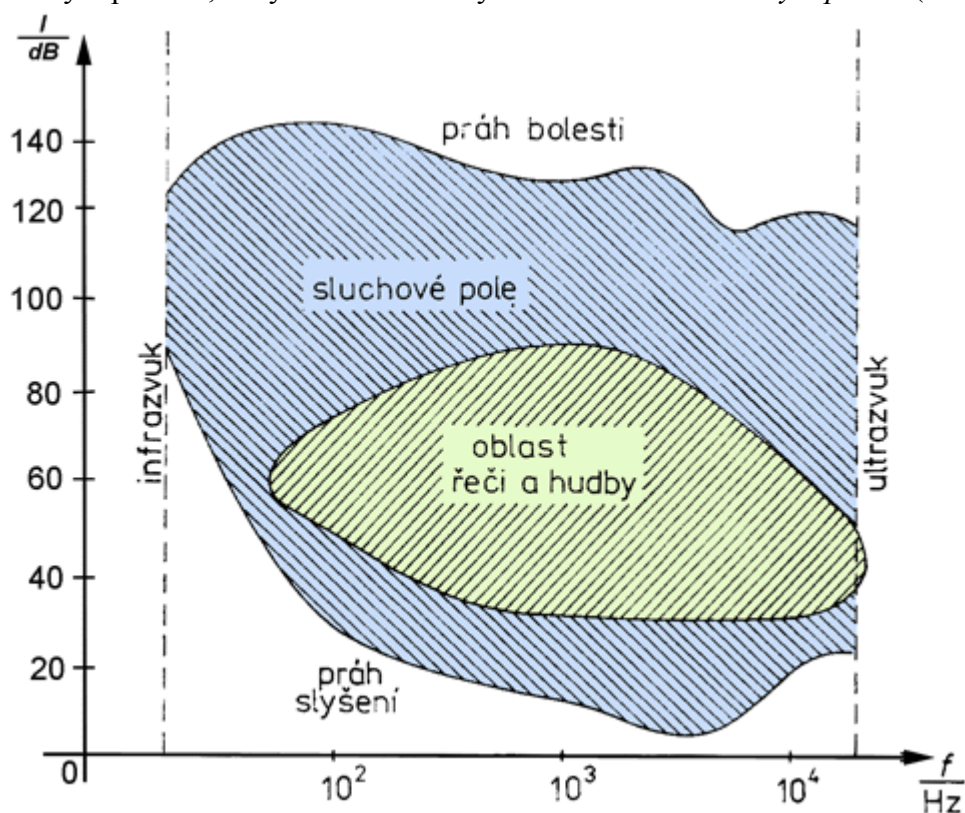 I
dB
práh bolesti
140
120
sluchové pole
100
infrazvuk
ultrazvuk
80
oblast
řeči a hudby
60
40
20
práh
slyšení
0
10²
10³
10⁴
f
Hz